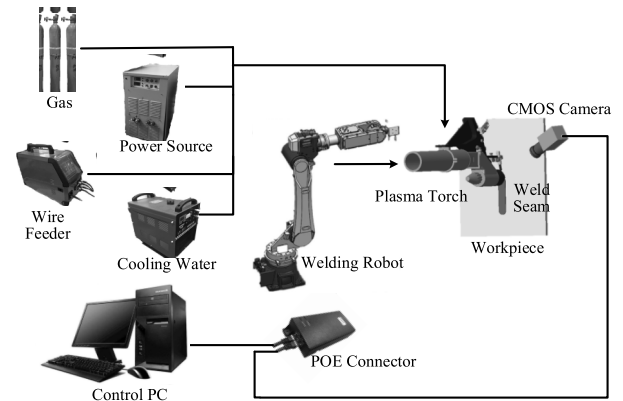 Gas
Power Source
CMOS Camera
Plasma Torch
Weld
Seam
Wire
Feeder
Cooling Water
Welding Robot
Workpiece
POE Connector
Control PC